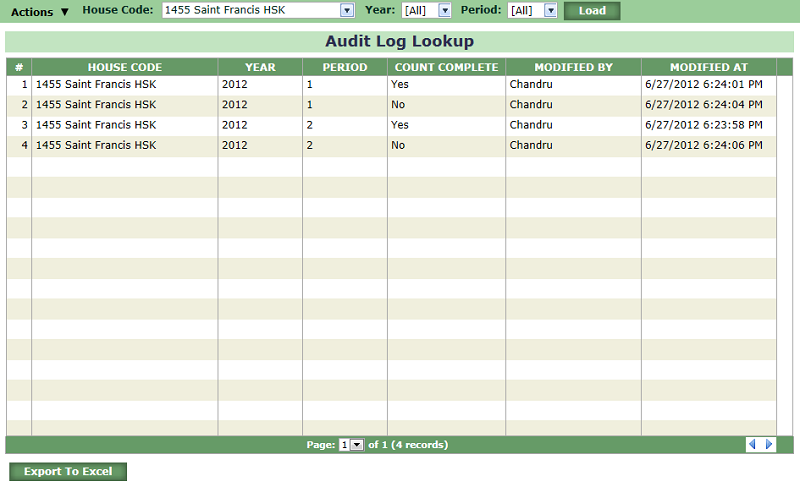 Actions ▼ House Code: 1455 Saint Francis HSK Year: [All] Period: [All] Load
Audit Log Lookup
# HOUSE CODE YEAR PERIOD COUNT COMPLETE MODIFIED BY MODIFIED AT
1 1455 Saint Francis HSK 2012 1 Yes Chandru 6/27/2012 6:24:01 PM
2 1455 Saint Francis HSK 2012 1 No Chandru 6/27/2012 6:24:04 PM
3 1455 Saint Francis HSK 2012 2 Yes Chandru 6/27/2012 6:23:58 PM
4 1455 Saint Francis HSK 2012 2 No Chandru 6/27/2012 6:24:06 PM
Page: 1 of 1 (4 records)
Export To Excel